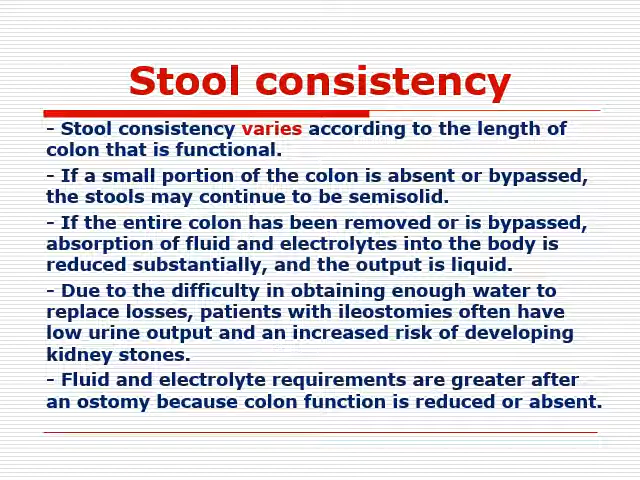 Stool consistency
- Stool consistency varies according to the length of
colon that is functional.
- If a small portion of the colon is absent or bypassed,
the stools may continue to be semisolid.
- If the entire colon has been removed or is bypassed,
absorption of fluid and electrolytes into the body is
reduced substantially, and the output is liquid.
- Due to the difficulty in obtaining enough water to
replace losses, patients with ileostomies often have
low urine output and an increased risk of developing
kidney stones.
- Fluid and electrolyte requirements are greater after
an ostomy because colon function is reduced or absent.